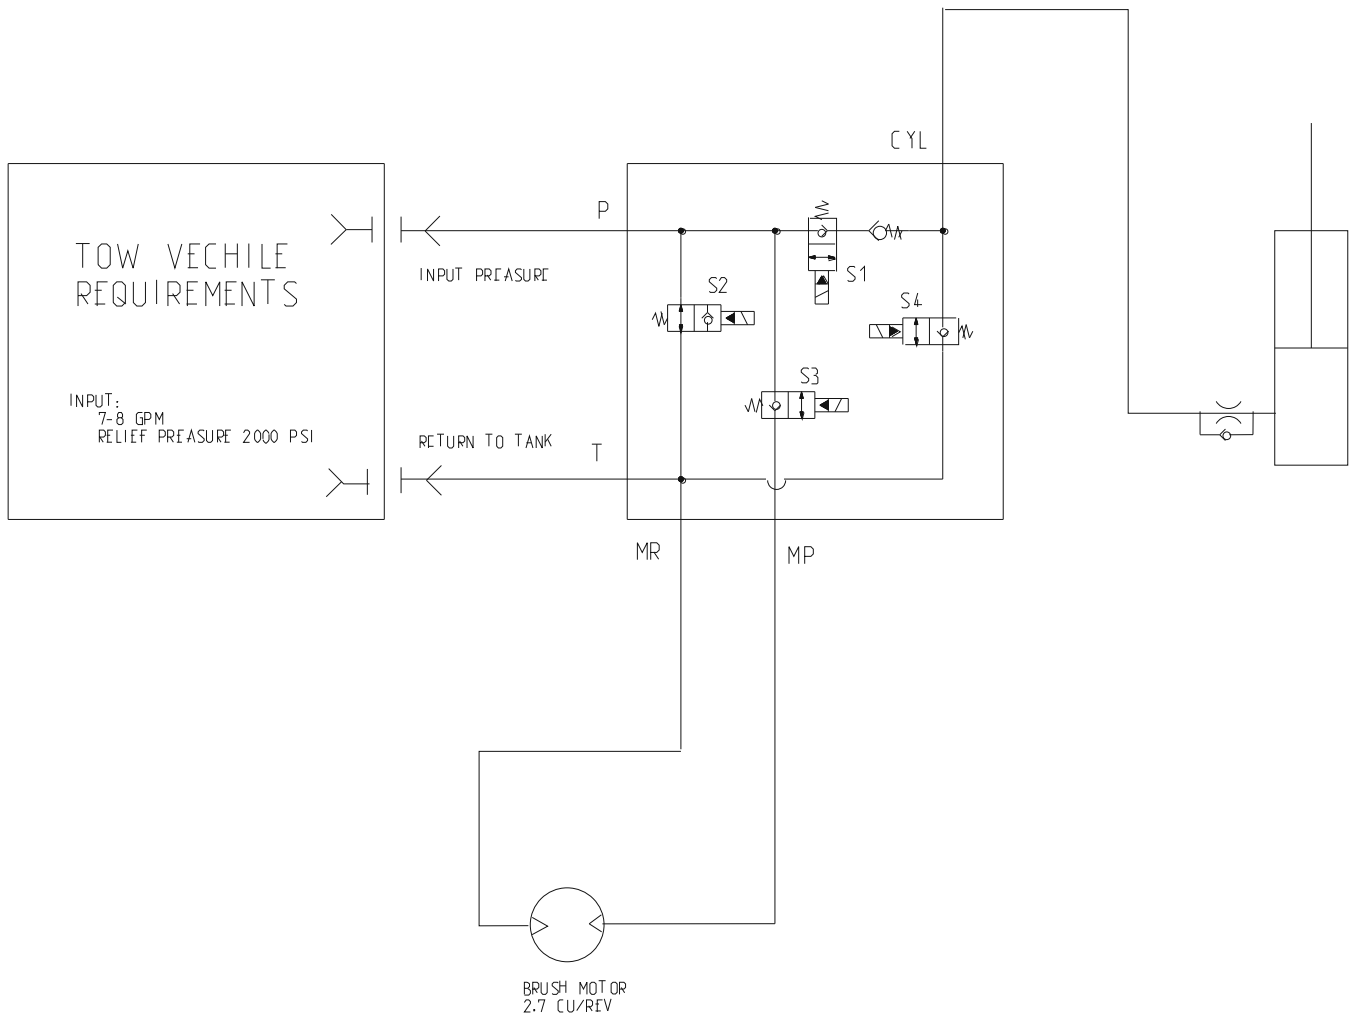 CYL
P
TOW VECHILE
REQUIREMENTS
INPUT PREASURE
S1
S2
S4
S3
INPUT:
7-8 GPM
RELIEF PREASURE 2000 PSI
RETURN TO TANK
T
MR
MP
BRUSH MOTOR
2.7 CU/REV